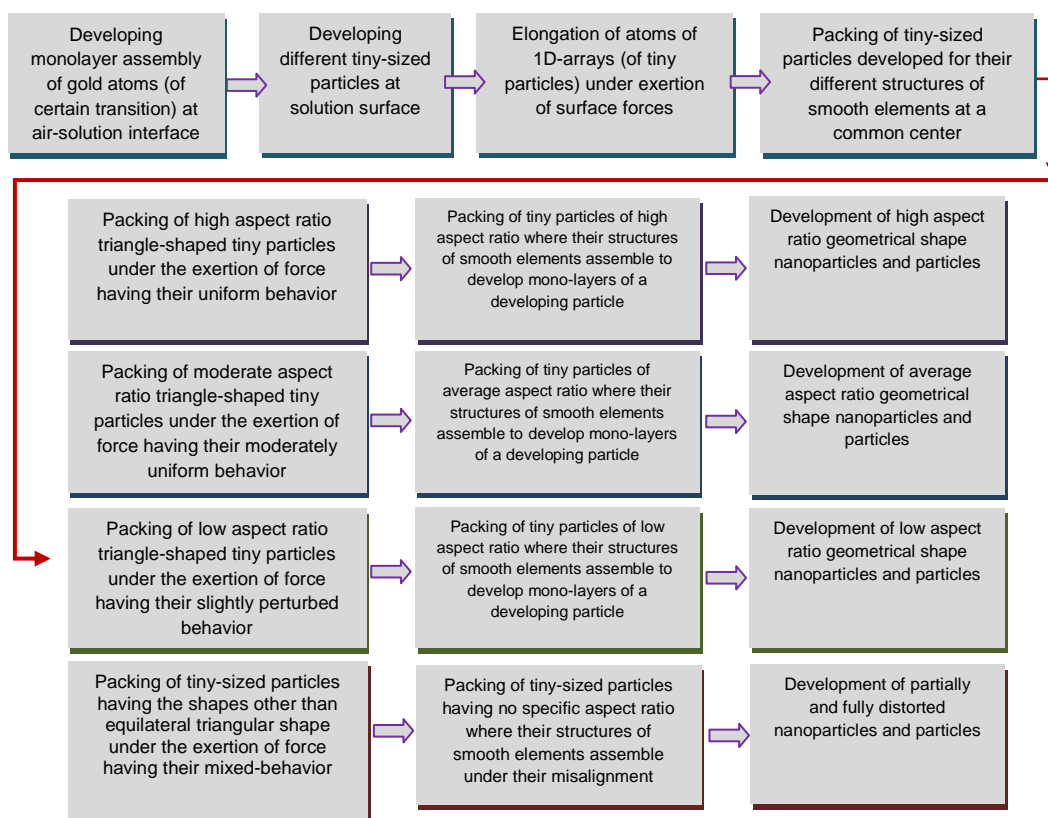 Developing
monolayer assembly
of gold atoms (of
certain transition) at
air-solution interface
Developing
different tiny-sized
particles at
solution surface
Elongation of atoms of
1D-arrays (of tiny
particles) under exertion
of surface forces
Packing of tiny-sized
particles developed for their
different structures of
smooth elements at a
common center
Packing of high aspect ratio
triangle-shaped tiny particles
under the exertion of force
having their uniform behavior
Packing of tiny particles of high
aspect ratio where their structures
of smooth elements assemble to
develop mono-layers of a
developing particle
Development of high aspect
ratio geometrical shape
nanoparticles and particles
Packing of moderate aspect
ratio triangle-shaped tiny
particles under the exertion of
force having their moderately
uniform behavior
Packing of tiny particles of
average aspect ratio where their
structures of smooth elements
assemble to develop mono-layers
of a developing particle
Development of average
aspect ratio geometrical
shape nanoparticles and
particles
Packing of low aspect ratio
triangle-shaped tiny particles
under the exertion of force
having their slightly perturbed
behavior
Packing of tiny particles of low
aspect ratio where their structures
of smooth elements assemble to
develop mono-layers of a
developing particle
Development of low aspect
ratio geometrical shape
nanoparticles and particles
Packing of tiny-sized particles
having the shapes other than
equilateral triangular shape
under the exertion of force
having their mixed-behavior
Packing of tiny-sized particles
having no specific aspect ratio
where their structures of
smooth elements assemble
under their misalignment
Development of partially
and fully distorted
nanoparticles and particles